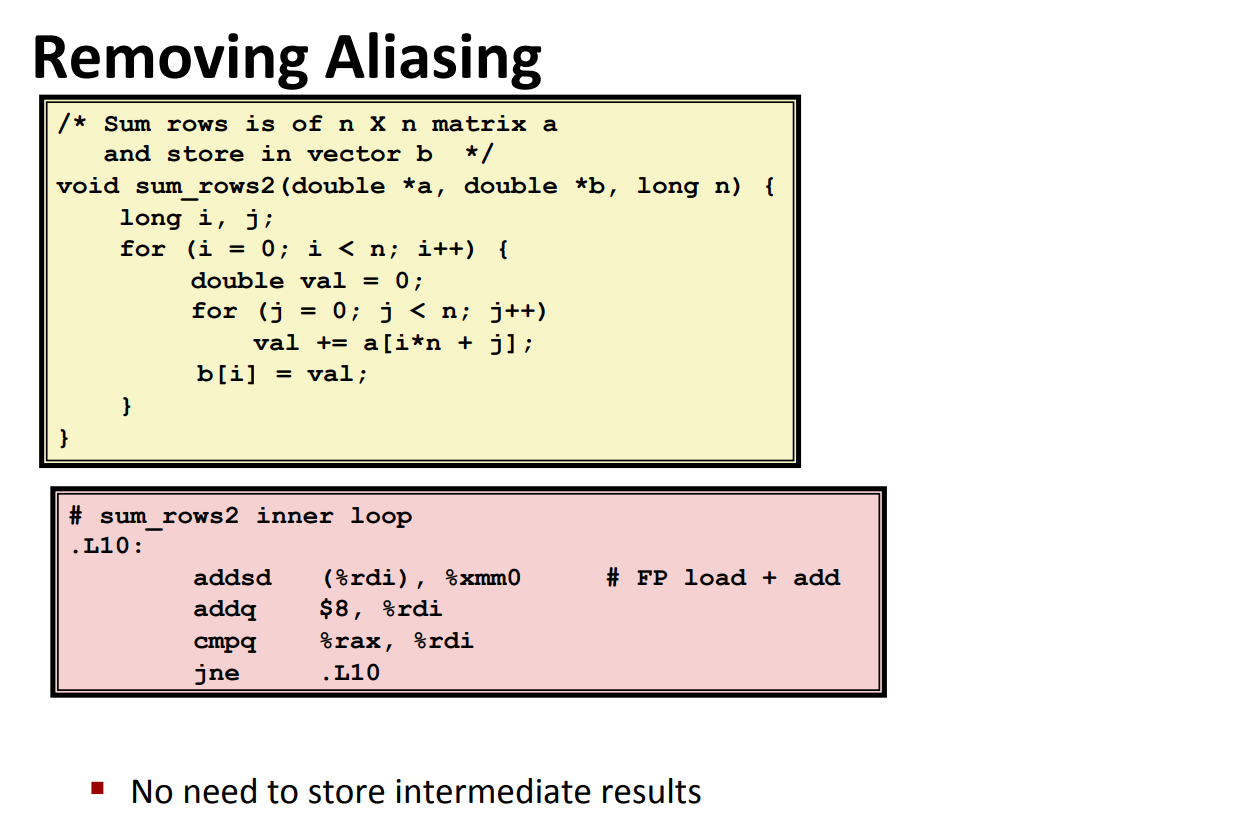 Removing Aliasing
/* Sum rows is of n X n matrix a
   and store in vector b  */
void sum_rows2(double *a, double *b, long n) {
    long i, j;
    for (i = 0; i < n; i++) {
        double val = 0;
        for (j = 0; j < n; j++)
            val += a[i*n + j];
        b[i] = val;
    }
}
# sum_rows2 inner loop
.L10:
        addsd   (%rdi), %xmm0     # FP load + add
        addq    $8, %rdi
        cmpq    %rax, %rdi
        jne     .L10
▪ No need to store intermediate results